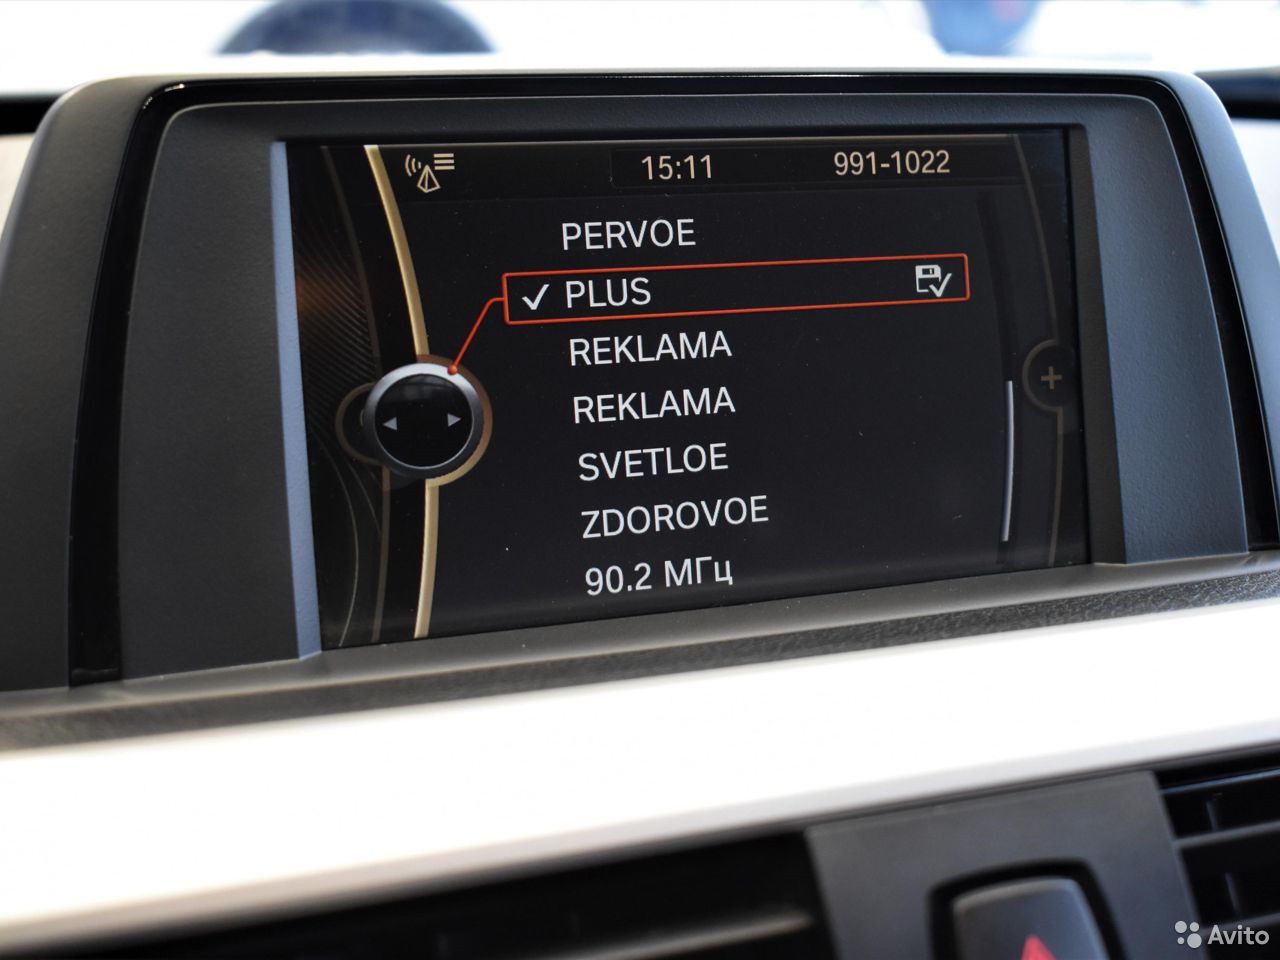 15:11 991-1022
PERVOE
PLUS
REKLAMA
REKLAMA
SVETLOE
ZDOROVOE
90.2 МГц
Avito